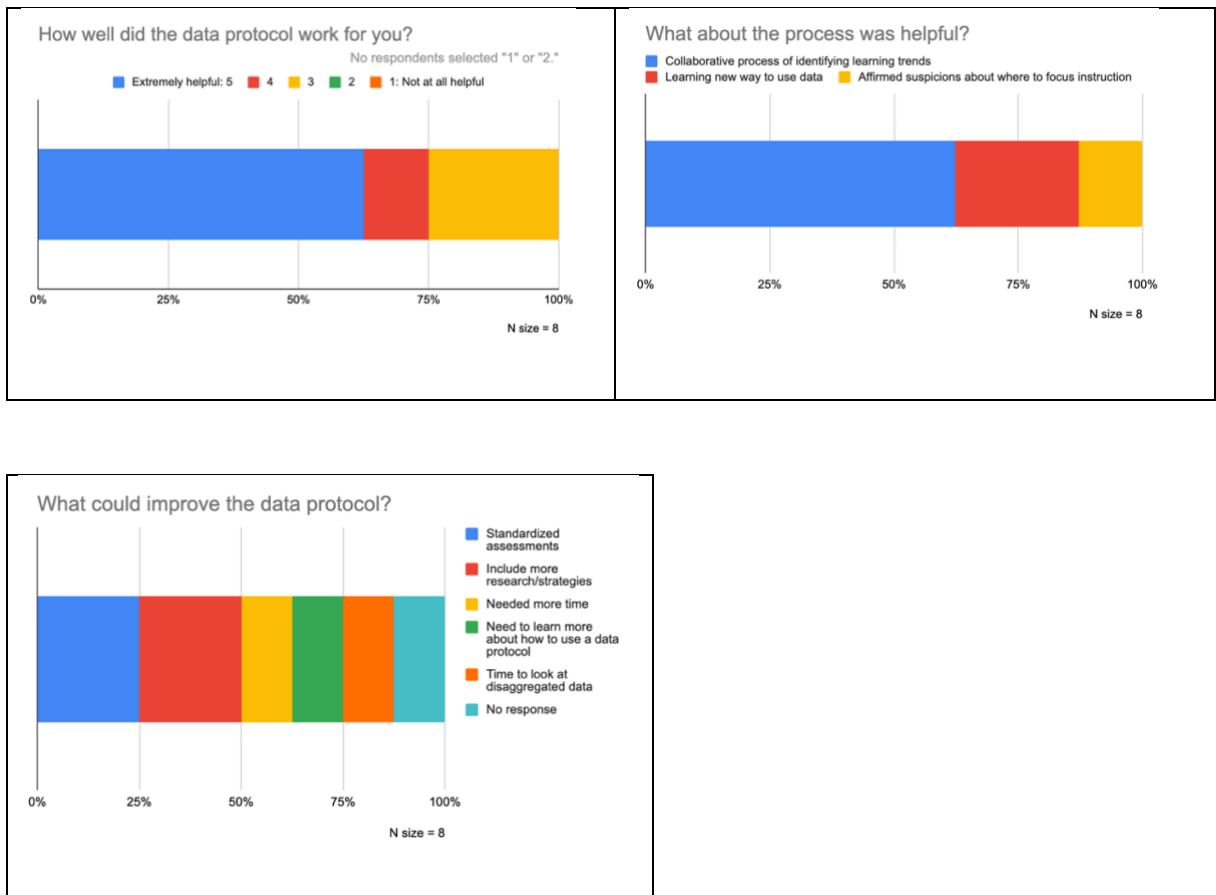 How well did the data protocol work for you?
No respondents selected "1" or "2."
Extremely helpful: 5 4 3 2 1: Not at all helpful
0% 25% 50% 75% 100%
N size = 8
What about the process was helpful?
Collaborative process of identifying learning trends
Learning new way to use data Affirmed suspicions about where to focus instruction
0% 25% 50% 75% 100%
N size = 8
What could improve the data protocol?
Standardized
assessments
Include more
research/strategies
Needed more time
Need to learn more
about how to use a data
protocol
Time to look at
disaggregated data
No response
0% 25% 50% 75% 100%
N size = 8